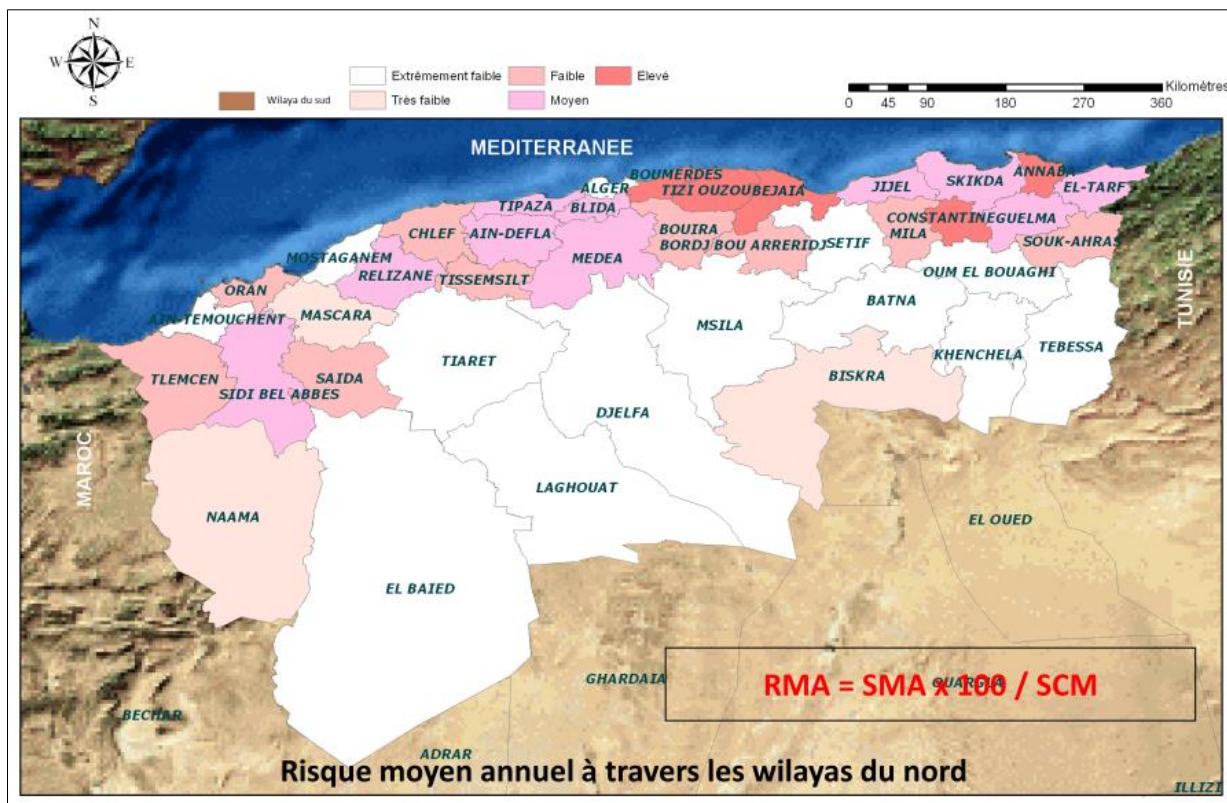 N
W E
S
Extrêmement faible Faible Elevé
Wilaya du sud Très faible Moyen
Kilomètres
0 45 90 180 270 360
MEDITERRANEE
BOUMERDES
ALGER TIZI OUZOU BEJAIA JIJEL SKIKDA ANNABA EL-TARF
TIPAZA BLIDA
CHLEF AIN-DEFLA BOUIRA CONSTANTINE GUELMA
MOSTAGANEM MEDEA BORDJ BOU ARRERIDJ SETIF MILA SOUK-AHRAS
RELIZANE TISSEMSILT OUM EL BOUAGHI
ORAN
AIN-TEMOUCHENT MASCARA MSILA BATNA TUNISIE
TIARET KHENCHELA TEBESSA
TLEMCEN SAIDA BISKRA
SIDI BEL ABBES
DJELFA
MAROC
LAGHOUAT
NAAMA EL OUED
EL BAIED
GHARDAIA OUARGLA
RMA = SMA x 100 / SCM
BECHAR
ADRAR
Risque moyen annuel à travers les wilayas du nord
ILLIZI